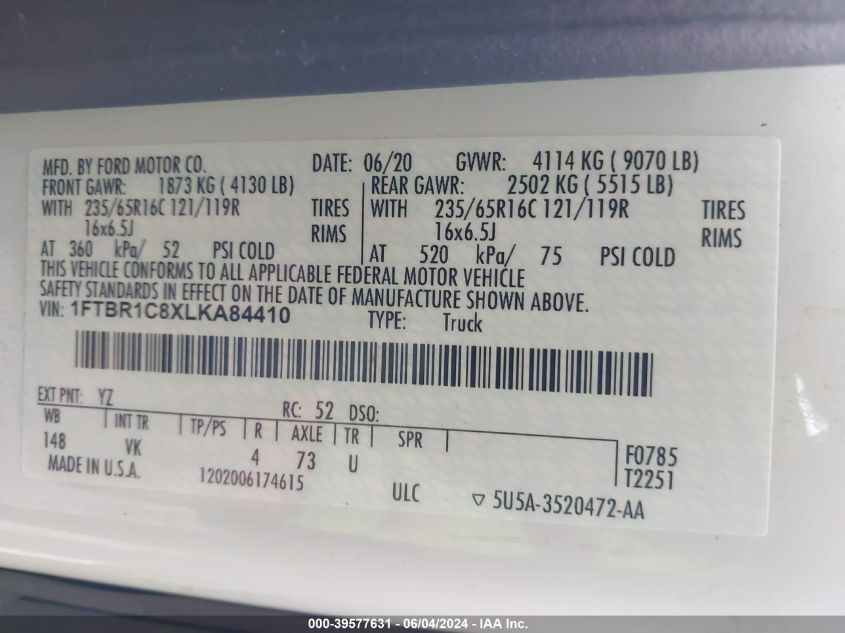 MFD. BY FORD MOTOR CO. DATE: 06/20 GVWR: 4114 KG ( 9070 LB)
FRONT GAWR: 1873 KG ( 4130 LB) REAR GAWR: 2502 KG ( 5515 LB)
WITH 235/65R16C 121/119R TIRES WITH 235/65R16C 121/119R TIRES
16x6.5J RIMS 16x6.5J RIMS
AT 360 kPa/ 52 PSI COLD AT 520 kPa/ 75 PSI COLD
THIS VEHICLE CONFORMS TO ALL APPLICABLE FEDERAL MOTOR VEHICLE
SAFETY STANDARDS IN EFFECT ON THE DATE OF MANUFACTURE SHOWN ABOVE.
VIN: 1FTBR1C8XLKA84410 TYPE: Truck
EXT PNT: YZ RC: 52 DSO:
WB INT TR TP/PS R AXLE TR SPR F0785
148 VK 4 73 U T2251
MADE IN U.S.A. 1202006174615 ULC ▽ 5U5A-3520472-AA
000-39577631 - 06/04/2024 - IAA Inc.